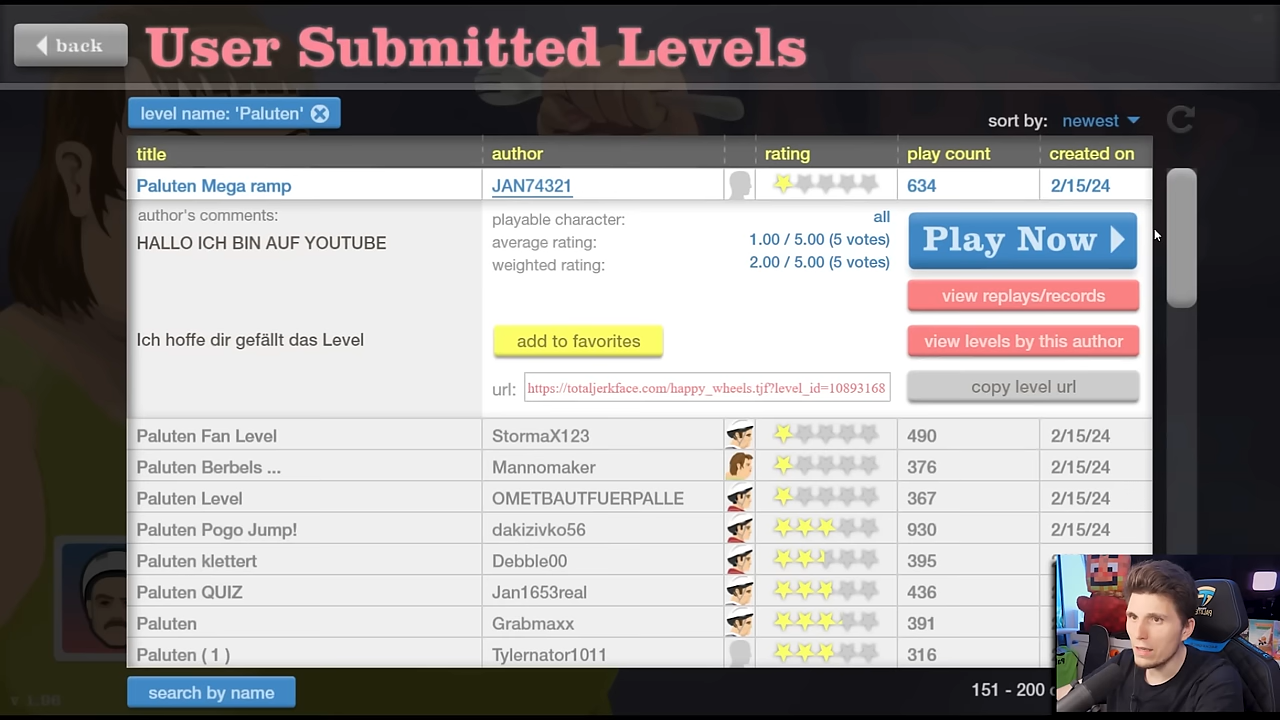 back
User Submitted Levels
level name: 'Paluten'
sort by: newest
title author rating play count created on
Paluten Mega ramp JAN74321 634 2/15/24
author's comments:
HALLO ICH BIN AUF YOUTUBE
Ich hoffe dir gefällt das Level
playable character: all
average rating: 1.00 / 5.00 (5 votes)
weighted rating: 2.00 / 5.00 (5 votes)
add to favorites
url: https://totaljerkface.com/happy_wheels.tjf?level_id=10893168
Play Now
view replays/records
view levels by this author
copy level url
Paluten Fan Level StormaX123 490 2/15/24
Paluten Berbels ... Mannomaker 376 2/15/24
Paluten Level OMETBAUTFUERPALLE 367 2/15/24
Paluten Pogo Jump! dakizivko56 930 2/15/24
Paluten klettert Debble00 395
Paluten QUIZ Jan1653real 436
Paluten Grabmaxx 391
Paluten ( 1 ) Tylernator1011 316
search by name
151 - 200
v 1.86